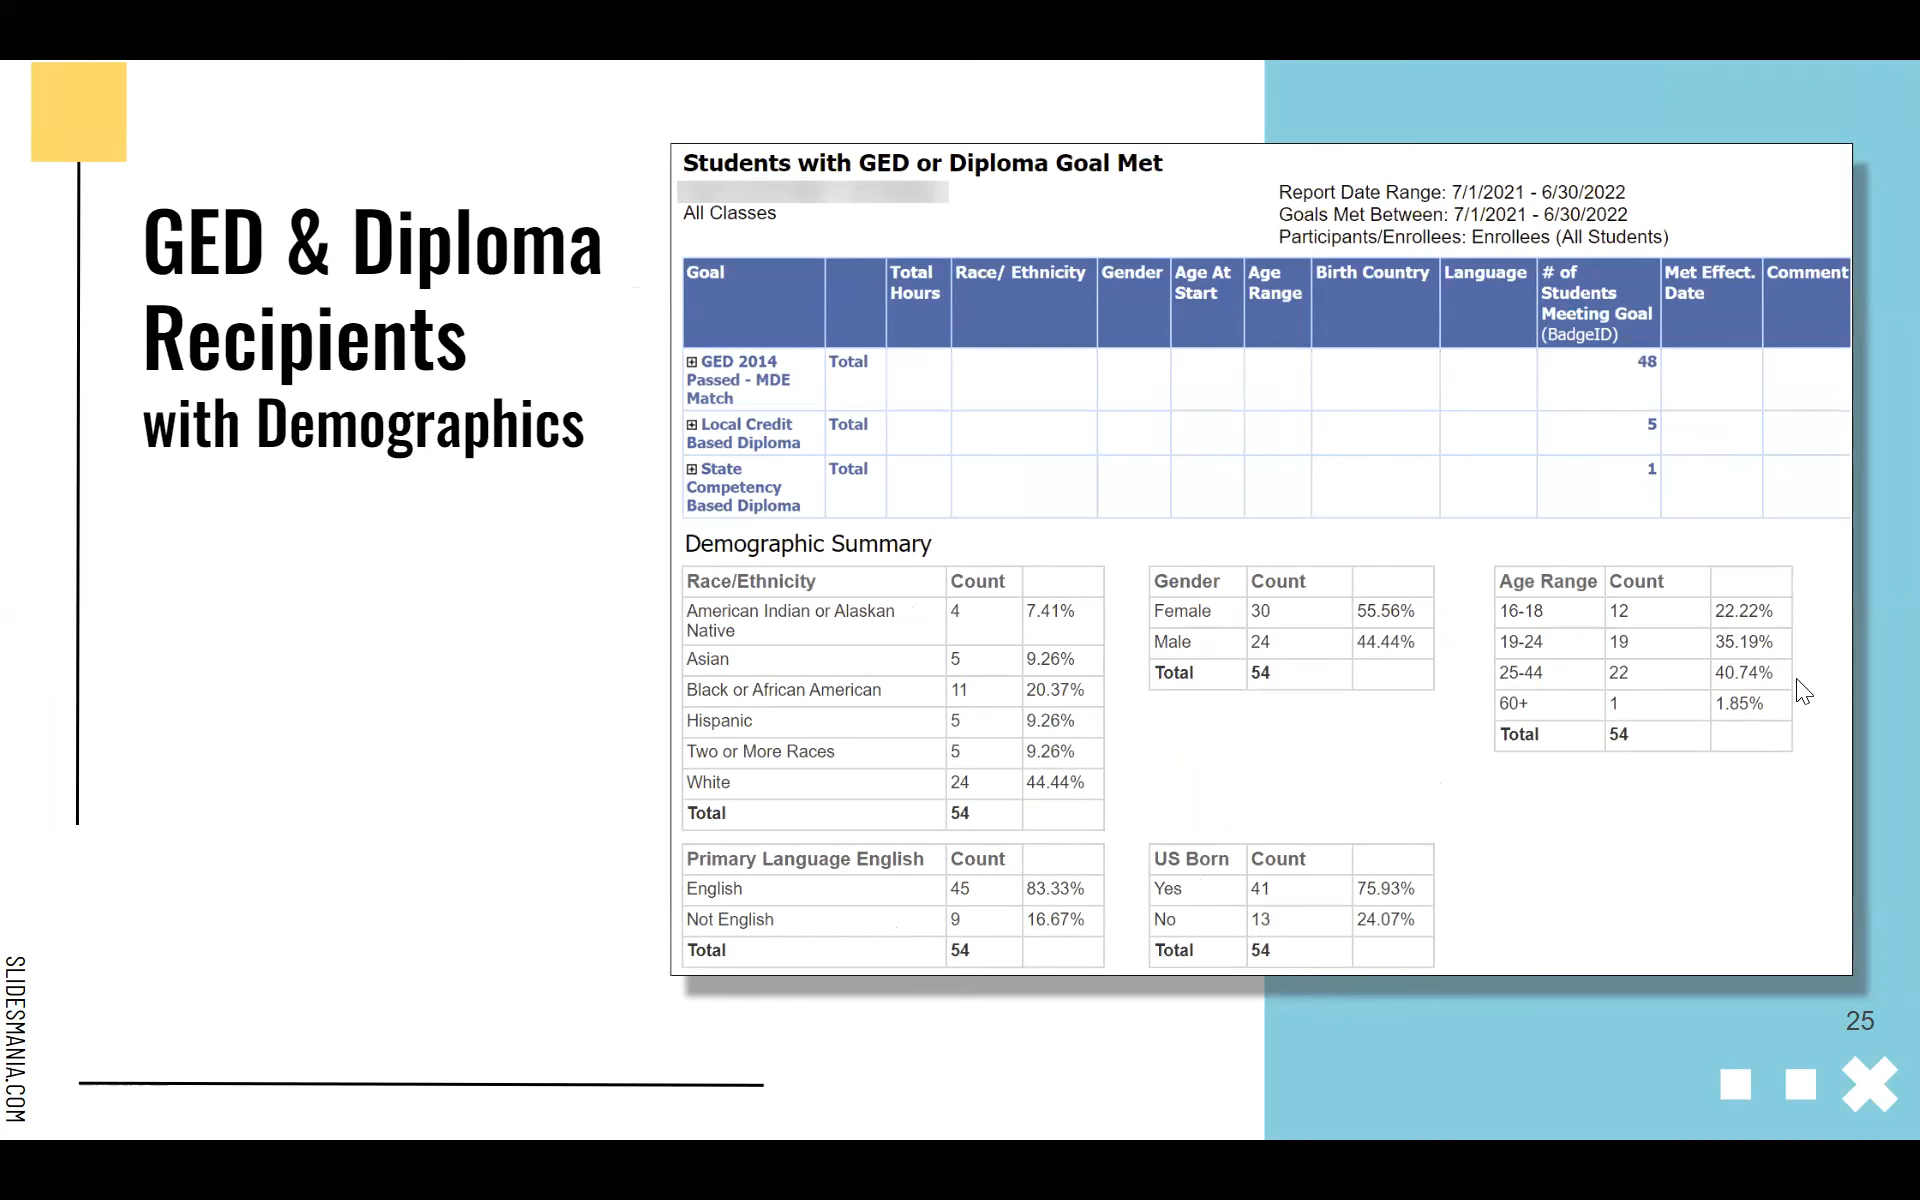 GED & Diploma
Recipients
with Demographics
Students with GED or Diploma Goal Met
All Classes
Report Date Range: 7/1/2021 - 6/30/2022
Goals Met Between: 7/1/2021 - 6/30/2022
Participants/Enrollees: Enrollees (All Students)
Goal Total Hours Race/ Ethnicity Gender Age At Start Age Range Birth Country Language # of Students Meeting Goal (BadgeID) Met Effect. Date Comment
GED 2014 Passed - MDE Match Total 48
Local Credit Based Diploma Total 5
State Competency Based Diploma Total 1
Demographic Summary
Race/Ethnicity Count
American Indian or Alaskan Native 4 7.41%
Asian 5 9.26%
Black or African American 11 20.37%
Hispanic 5 9.26%
Two or More Races 5 9.26%
White 24 44.44%
Total 54
Gender Count
Female 30 55.56%
Male 24 44.44%
Total 54
Age Range Count
16-18 12 22.22%
19-24 19 35.19%
25-44 22 40.74%
60+ 1 1.85%
Total 54
Primary Language English Count
English 45 83.33%
Not English 9 16.67%
Total 54
US Born Count
Yes 41 75.93%
No 13 24.07%
Total 54
25
SLIDESMANIA.COM